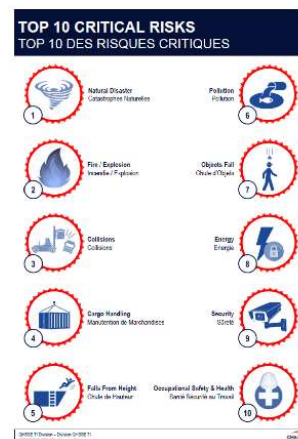 TOP 10 CRITICAL RISKS
TOP 10 DES RISQUES CRITIQUES
1
Natural Disaster
Catastrophes Naturelles
2
Fire / Explosion
Incendie / Explosion
3
Collisions
Collisions
4
Cargo Handling
Manutention de Marchandises
5
Falls From Height
Chute de Hauteur
Pollution
Pollution
6
Objects Fall
Chute d'Objets
7
Energy
Energie
8
Security
Sûreté
9
Occupational Safety & Health
Santé Sécurité au Travail
10